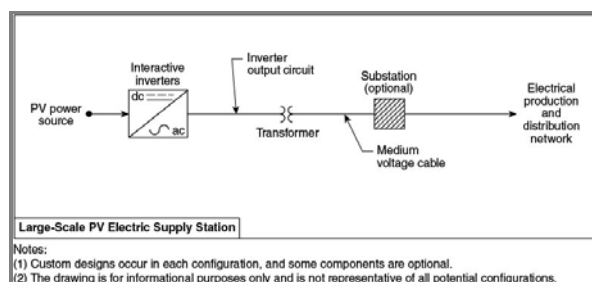 Interactive
inverters
dc
ac
PV power
source
Inverter
output circuit
Transformer
Substation
(optional)
Medium
voltage cable
Electrical
production
and
distribution
network
Large-Scale PV Electric Supply Station
Notes:
(1) Custom designs occur in each configuration, and some components are optional.
(2) The drawing is for informational purposes only and is not representative of all potential configurations.